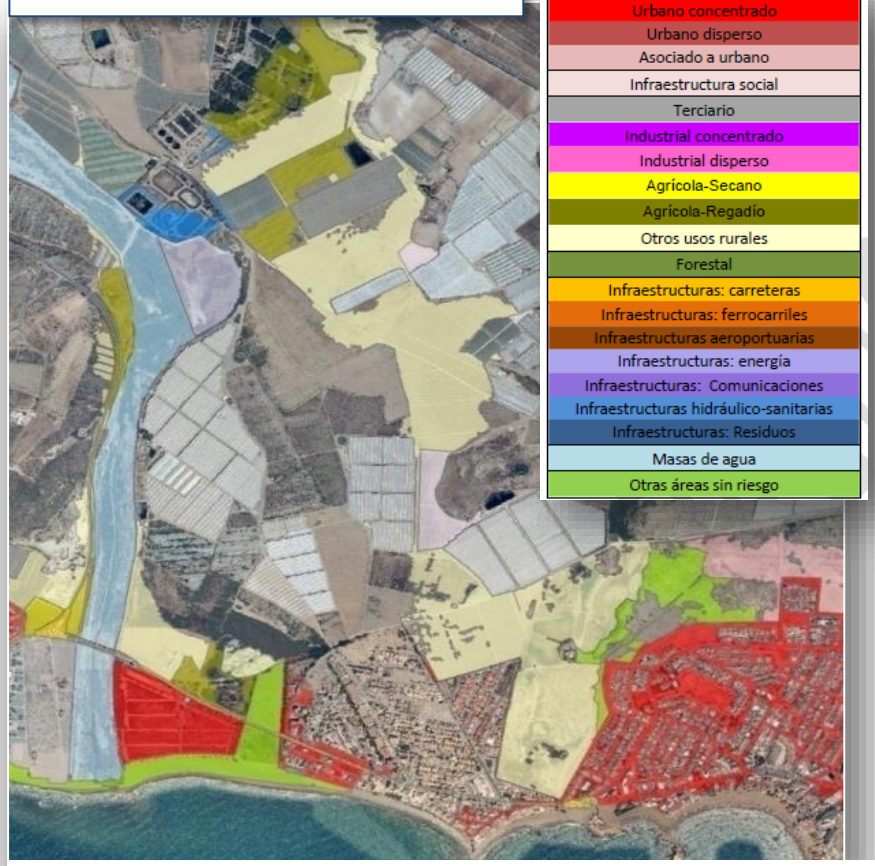 Urbano concentrado
Urbano disperso
Asociado a urbano
Infraestructura social
Terciario
Industrial concentrado
Industrial disperso
Agrícola-Secano
Agrícola-Regadío
Otros usos rurales
Forestal
Infraestructuras: carreteras
Infraestructuras: ferrocarriles
Infraestructuras aeroportuarias
Infraestructuras: energía
Infraestructuras: Comunicaciones
Infraestructuras hidráulico-sanitarias
Infraestructuras: Residuos
Masas de agua
Otras áreas sin riesgo